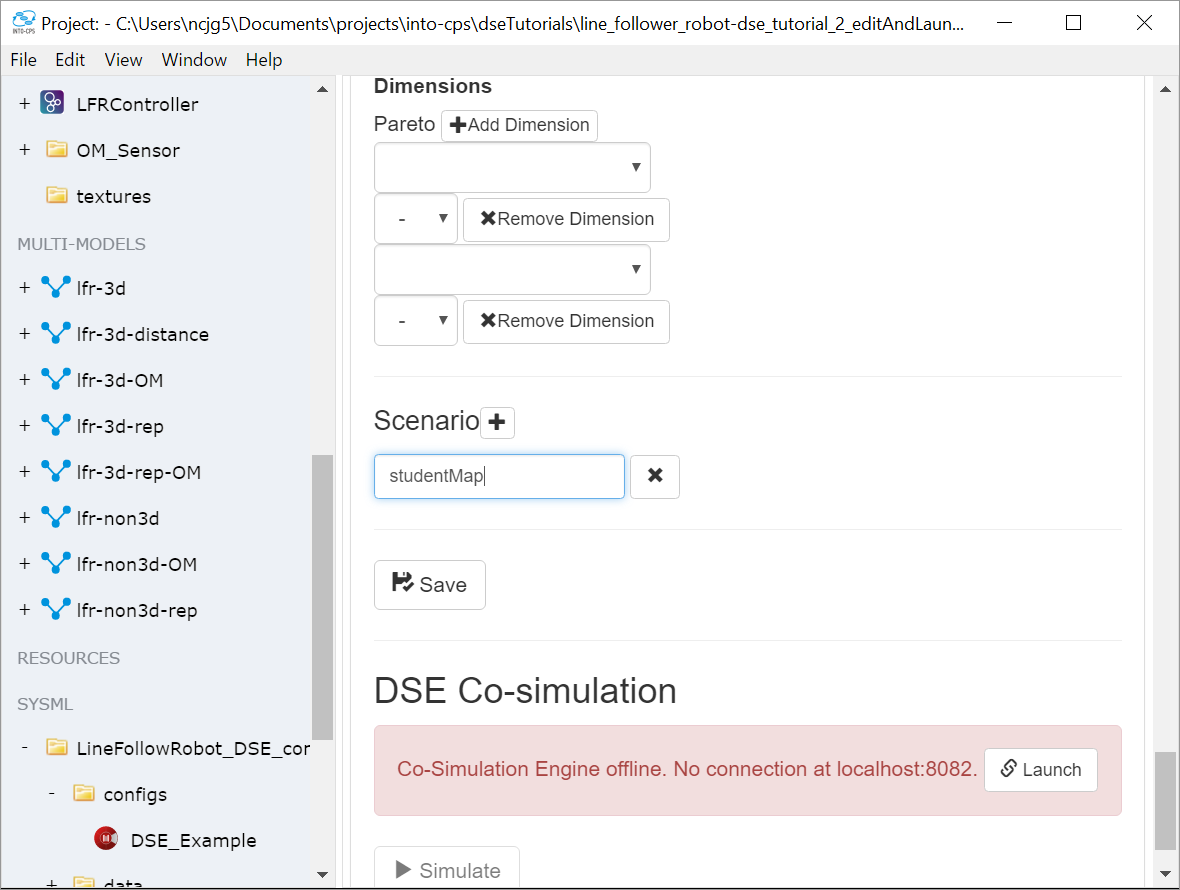 INTO-CPS
Project: - C:\Users\ncjg5\Documents\projects\into-cps\dseTutorials\line_follower_robot-dse_tutorial_2_editAndLaun...
File Edit View Window Help
+ LFRController
+ OM_Sensor
textures
MULTI-MODELS
+ lfr-3d
+ lfr-3d-distance
+ lfr-3d-OM
+ lfr-3d-rep
+ lfr-3d-rep-OM
+ lfr-non3d
+ lfr-non3d-OM
+ lfr-non3d-rep
RESOURCES
SYSML
- LineFollowRobot_DSE_cor
- configs
DSE_Example
+ data
Dimensions
Pareto Add Dimension
- Remove Dimension
- Remove Dimension
Scenario
studentMap
Save
DSE Co-simulation
Co-Simulation Engine offline. No connection at localhost:8082. Launch
Simulate